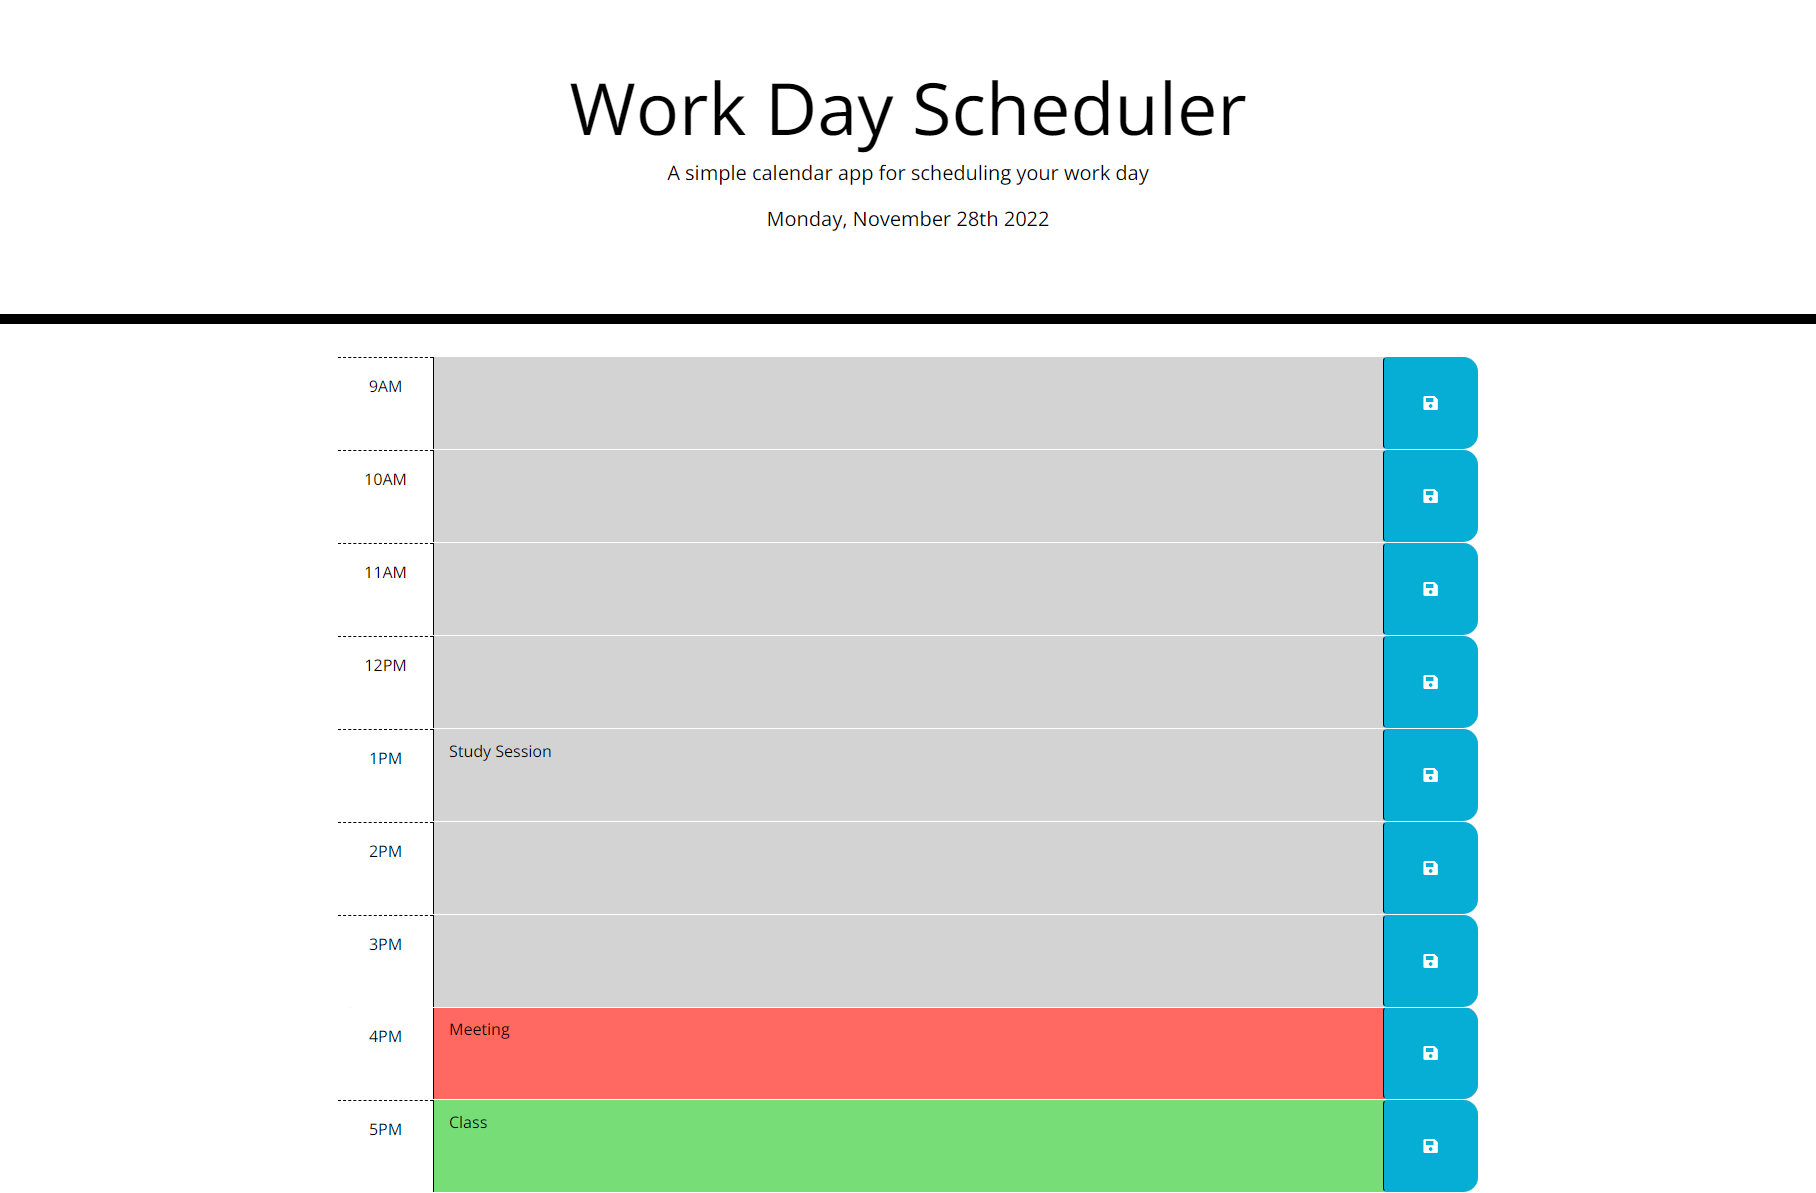 Work Day Scheduler
A simple calendar app for scheduling your work day
Monday, November 28th 2022
9AM
10AM
11AM
12PM
1PM Study Session
2PM
3PM
4PM Meeting
5PM Class